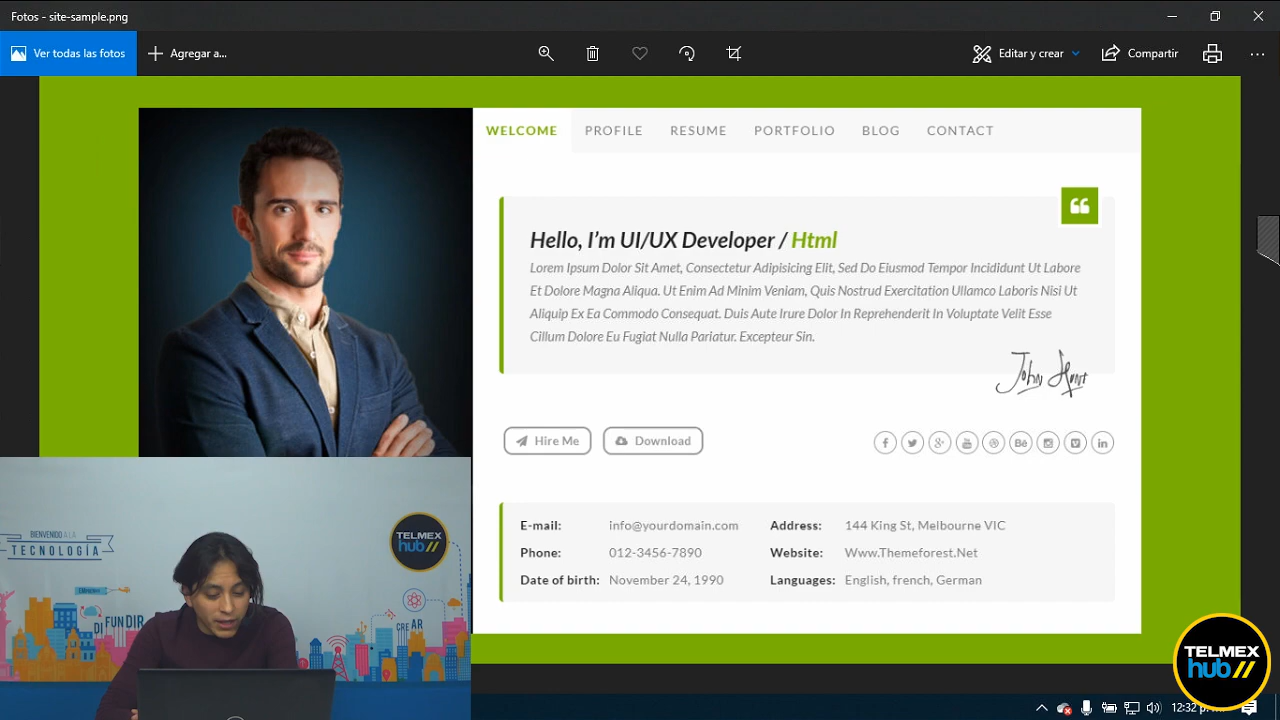 Fotos - site-sample.png
Ver todas las fotos
Agregar a...
Editar y crear
Compartir
WELCOME PROFILE RESUME PORTFOLIO BLOG CONTACT
Hello, I'm UI/UX Developer / Html
Lorem Ipsum Dolor Sit Amet, Consectetur Adipisicing Elit, Sed Do Eiusmod Tempor Incididunt Ut Labore
Et Dolore Magna Aliqua. Ut Enim Ad Minim Veniam, Quis Nostrud Exercitation Ullamco Laboris Nisi Ut
Aliquip Ex Ea Commodo Consequat. Duis Aute Irure Dolor In Reprehenderit In Voluptate Velit Esse
Cillum Dolore Eu Fugiat Nulla Pariatur. Excepteur Sin.
John Hunt
Hire Me
Download
E-mail: info@yourdomain.com Address: 144 King St, Melbourne VIC
Phone: 012-3456-7890 Website: Www.Themeforest.Net
Date of birth: November 24, 1990 Languages: English, french, German
BIENVENIDO A LA
TECNOLOGÍA
TELMEX
hub//
DIFUNDIR
CREAR
TELMEX
hub//
12:32 p.